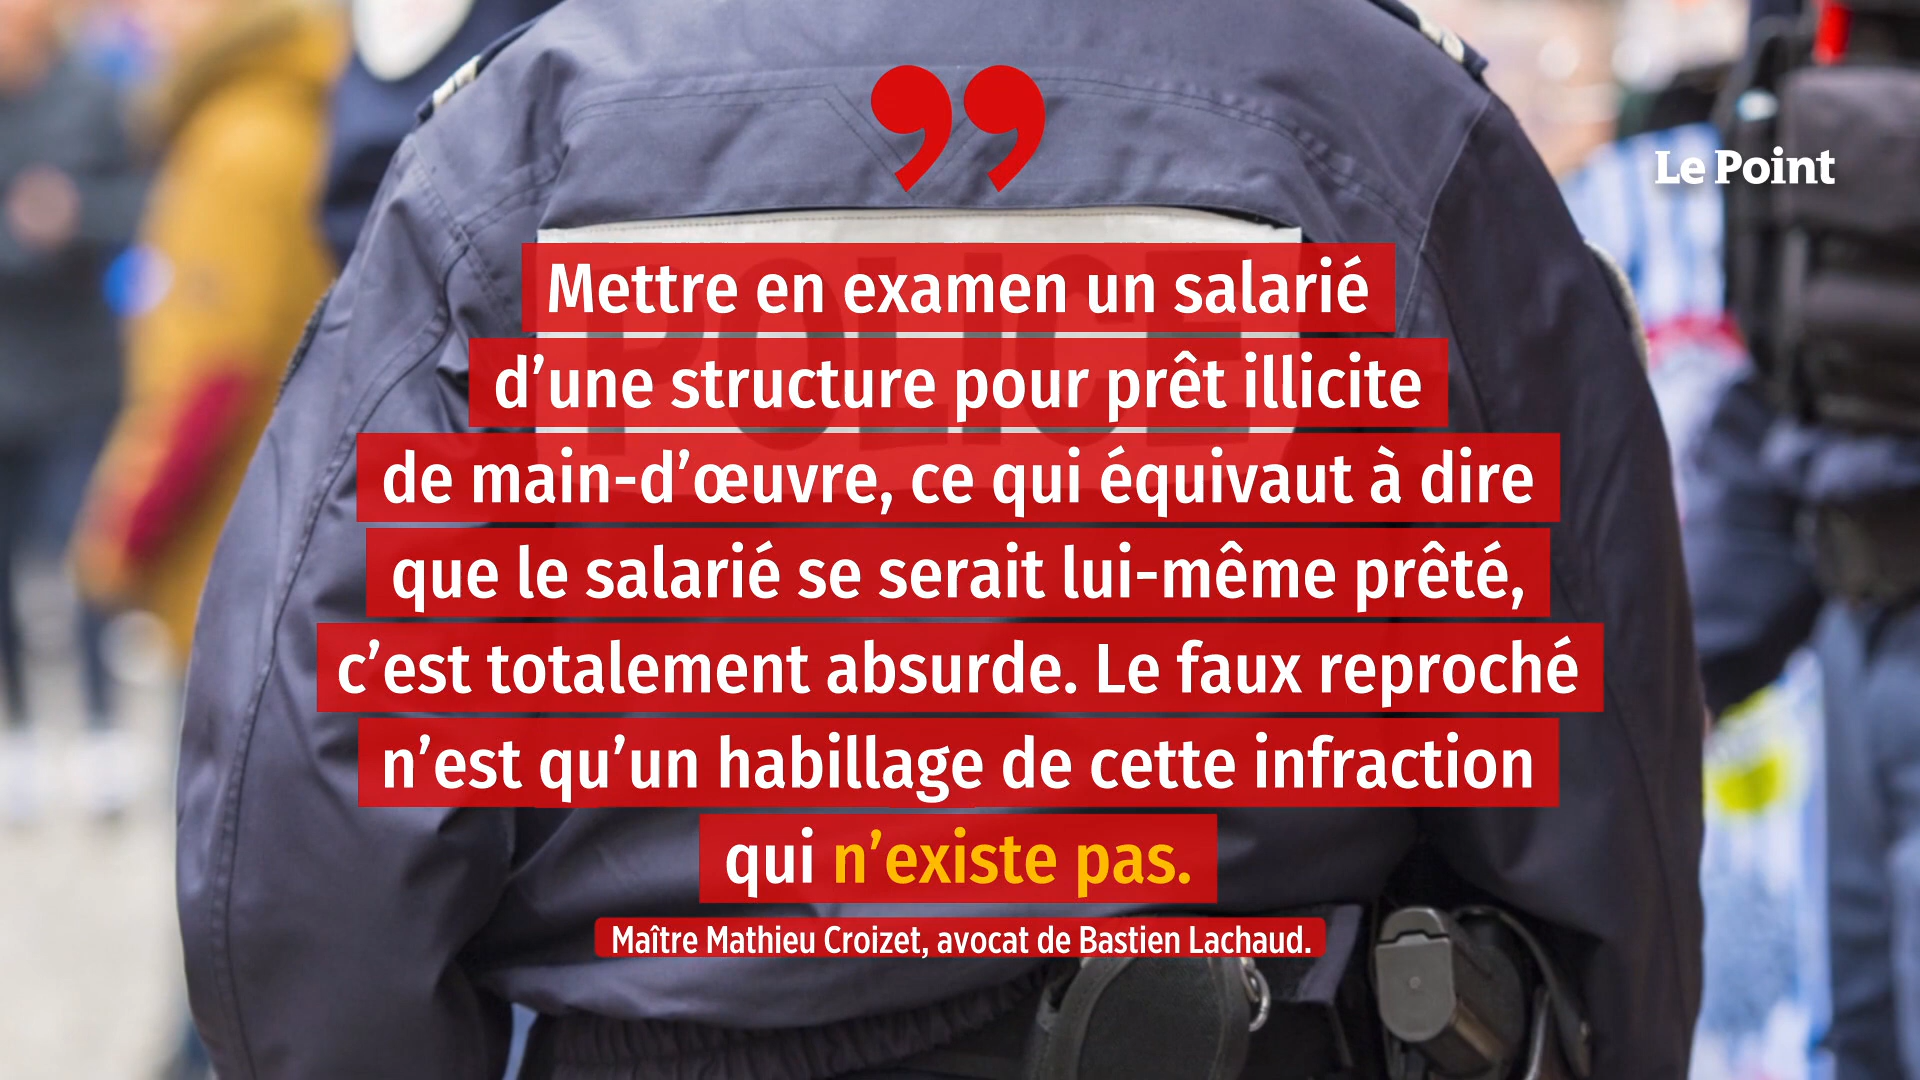 ”
Le Point
Mettre en examen un salarié
d’une structure pour prêt illicite
de main-d’œuvre, ce qui équivaut à dire
que le salarié se serait lui-même prêté,
c’est totalement absurde. Le faux reproché
n’est qu’un habillage de cette infraction
qui n’existe pas.
Maître Mathieu Croizet, avocat de Bastien Lachaud.
POLICE